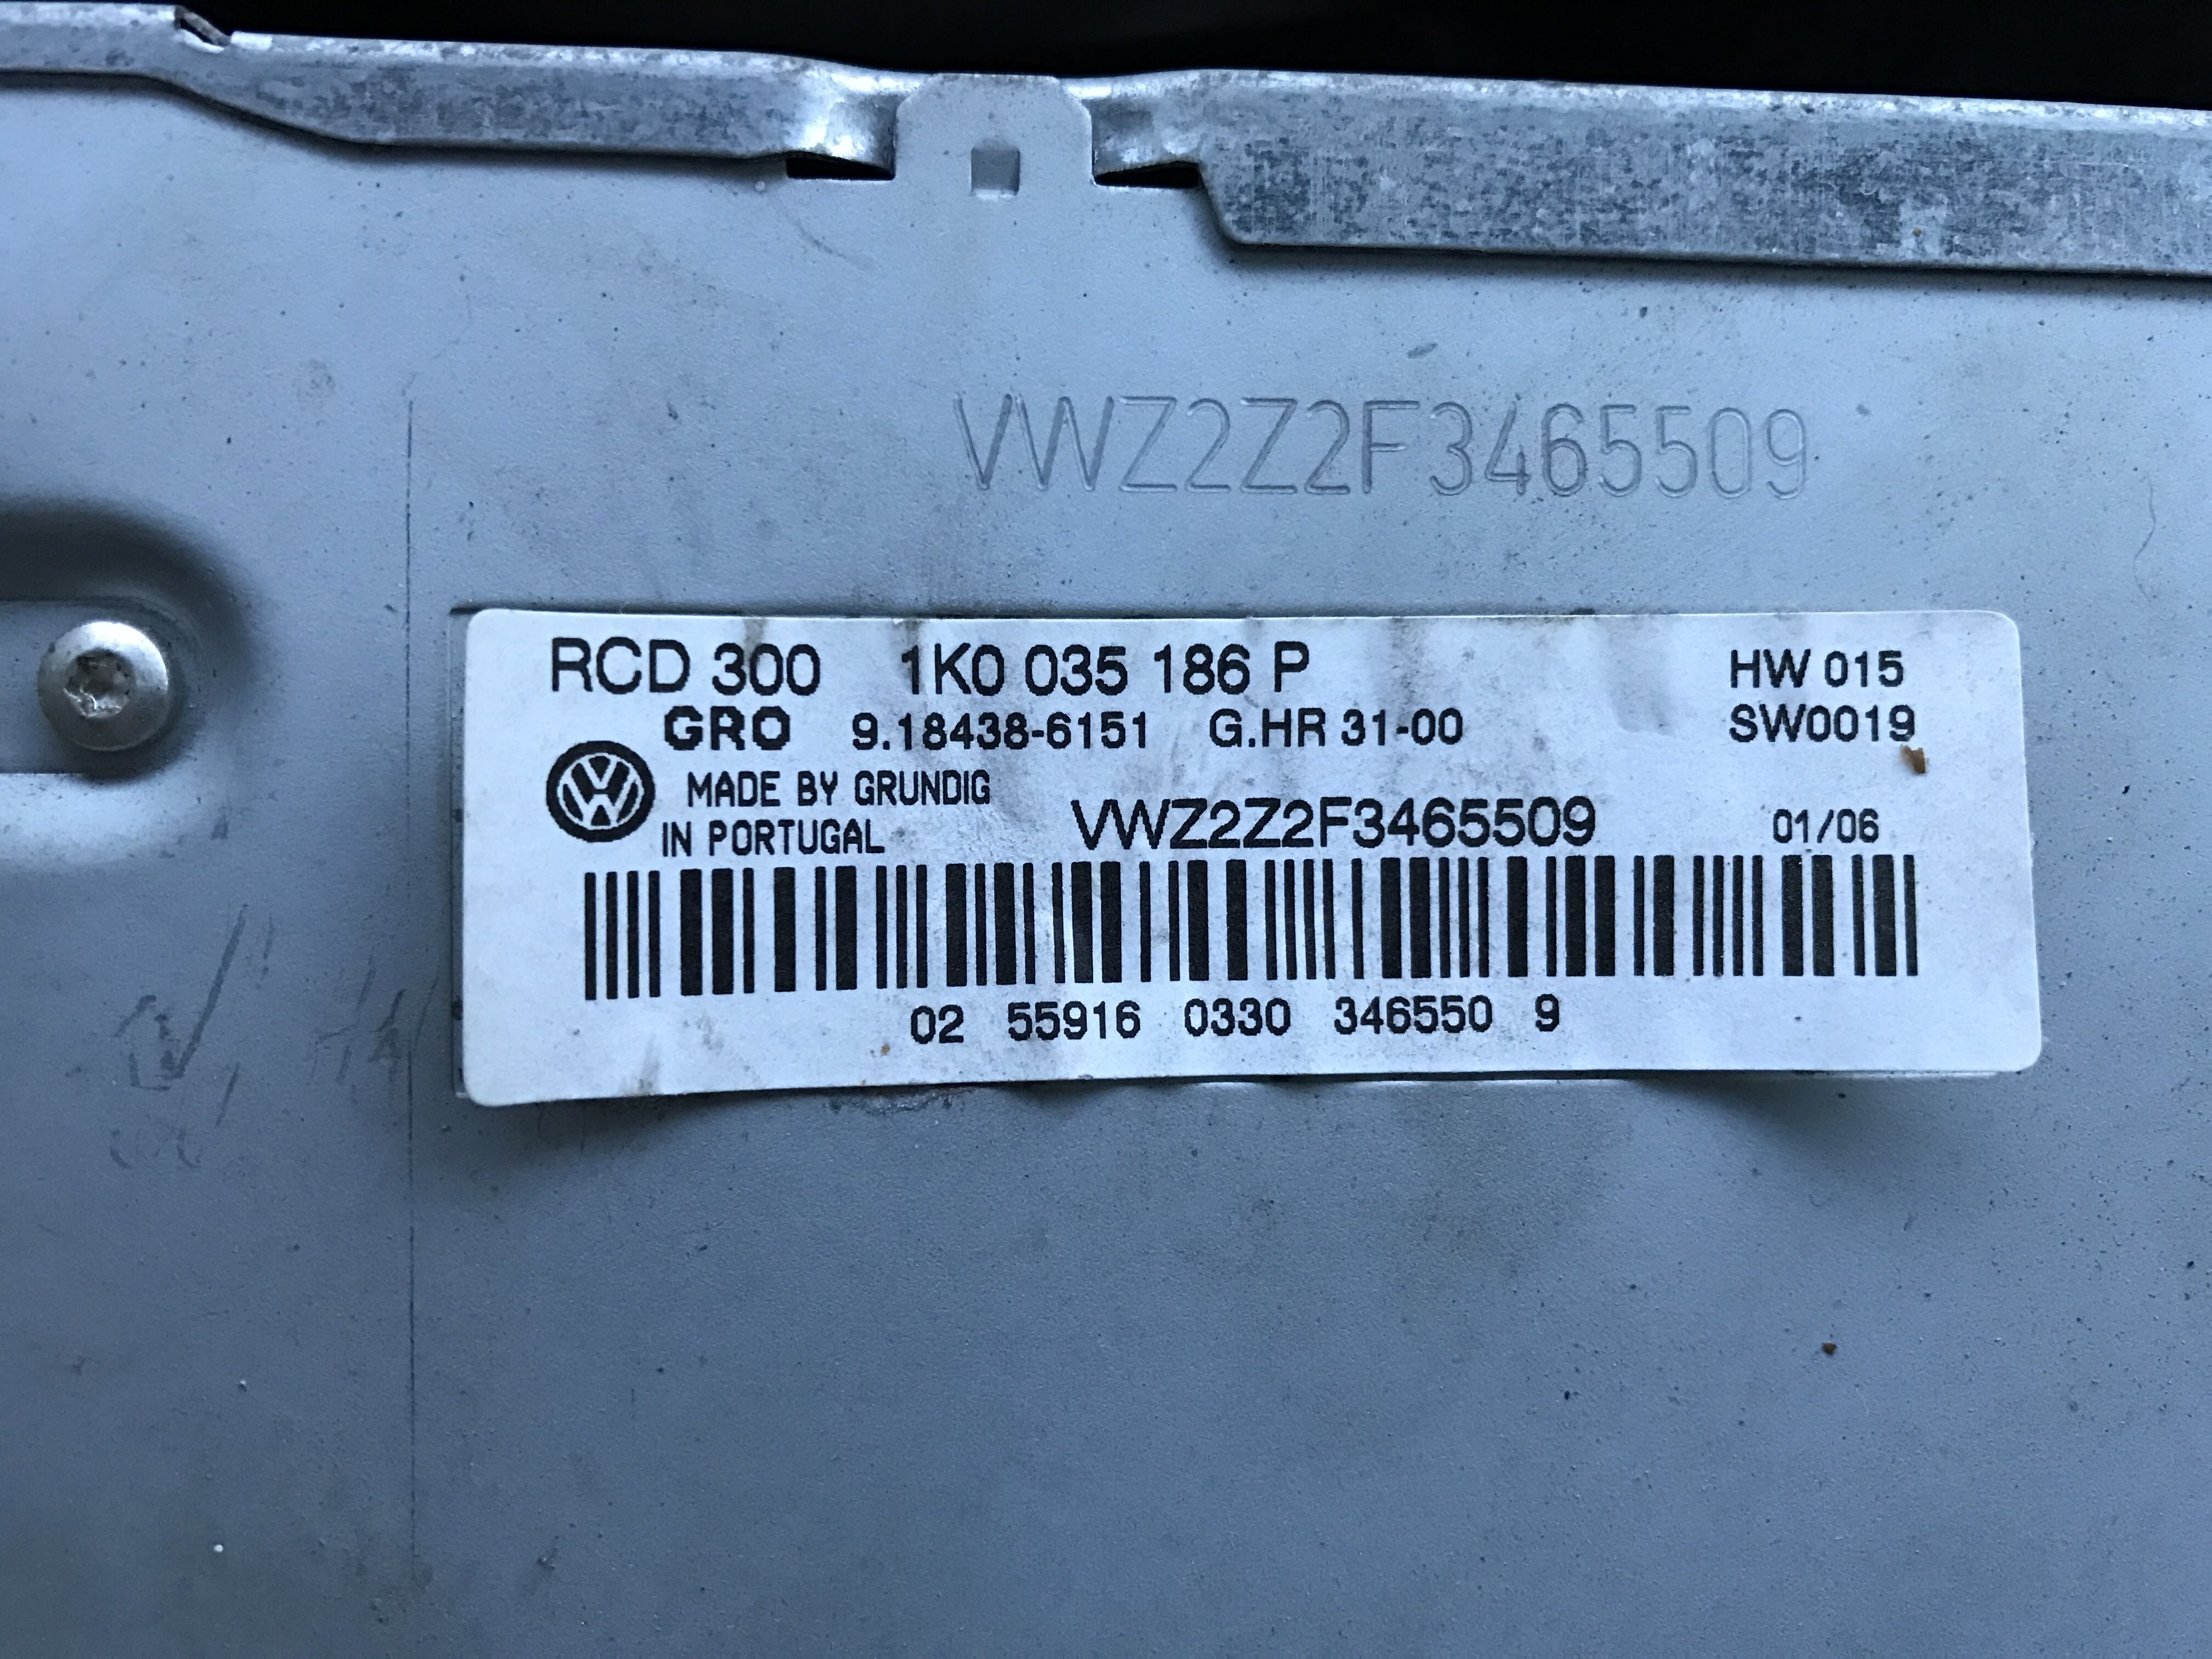 VWZ2Z2F3465509
RCD 300 1K0 035 186 P HW 015
GRO 9.18438-6151 G.HR 31-00 SW0019
MADE BY GRUNDIG
IN PORTUGAL VWZ2Z2F3465509 01/06
02 55916 0330 346550 9